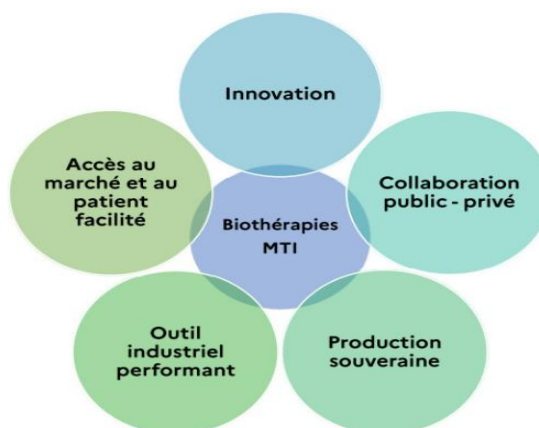 Innovation
Accès au
marché et au
patient
facilité
Collaboration
public - privé
Biothérapies
MTI
Outil
industriel
performant
Production
souveraine